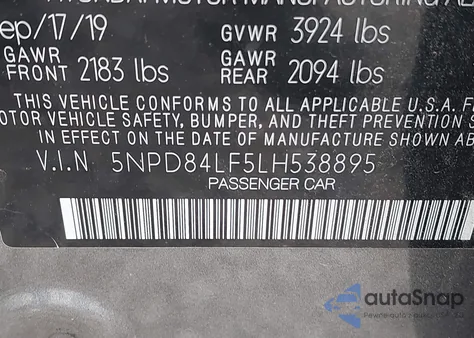 MOTOR MANUFACTURING
ep/17/19 GVWR 3924 lbs
GAWR FRONT 2183 lbs GAWR REAR 2094 lbs
THIS VEHICLE CONFORMS TO ALL APPLICABLE U.S.A. F
OTOR VEHICLE SAFETY, BUMPER, AND THEFT PREVENTION S
IN EFFECT ON THE DATE OF MANUFACTURE
V.I.N 5NPD84LF5LH538895
PASSENGER CAR
autoSnap